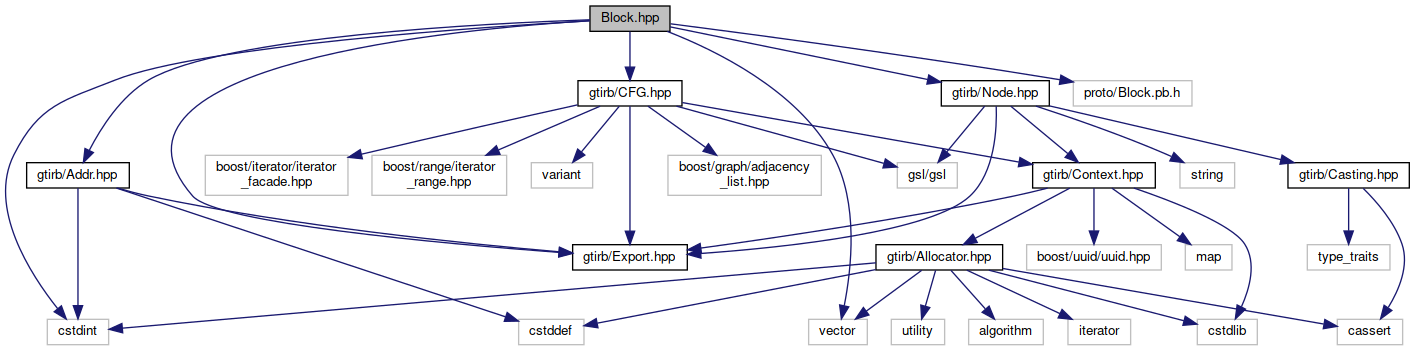 Block.hpp
gtirb/CFG.hpp
gtirb/Node.hpp
proto/Block.pb.h
gtirb/Addr.hpp
boost/iterator/iterator
_facade.hpp
boost/range/iterator
_range.hpp
variant
boost/graph/adjacency
_list.hpp
gsl/gsl
gtirb/Context.hpp
string
gtirb/Casting.hpp
gtirb/Export.hpp
gtirb/Allocator.hpp
boost/uuid/uuid.hpp
map
type_traits
cstdint
cstddef
vector
utility
algorithm
iterator
cstdlib
cassert